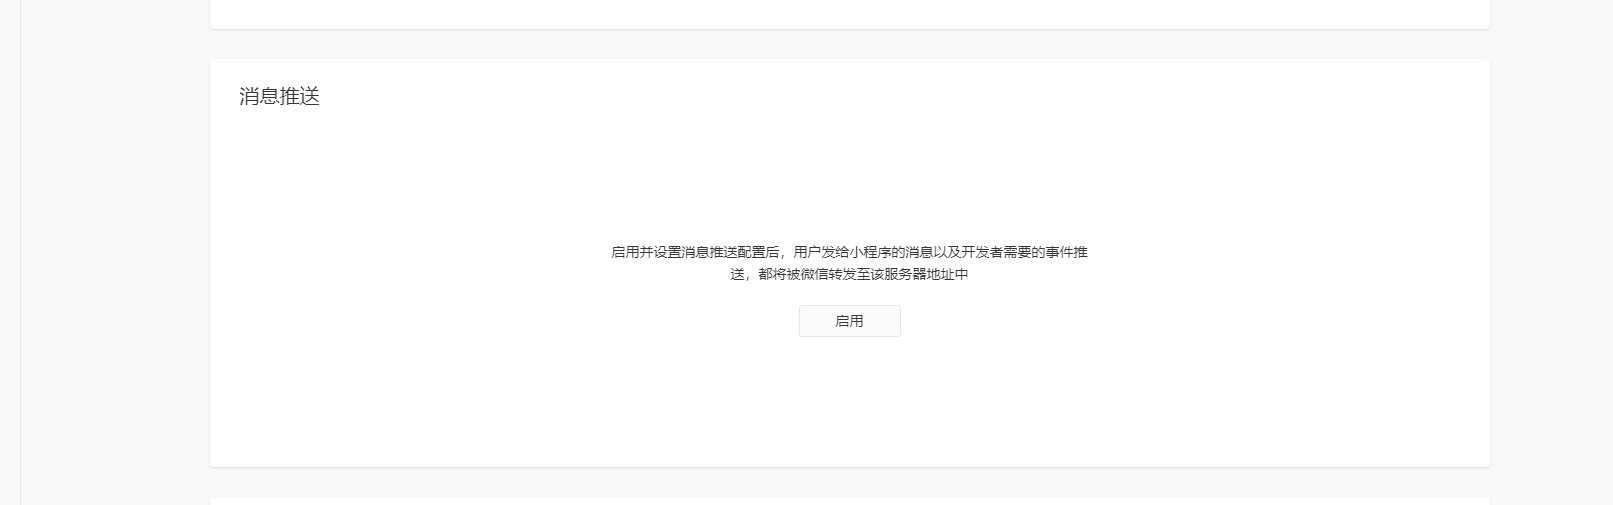 消息推送
启用并设置消息推送配置后，用户发给小程序的消息以及开发者需要的事件推
送，都将被微信转发至该服务器地址中
启用